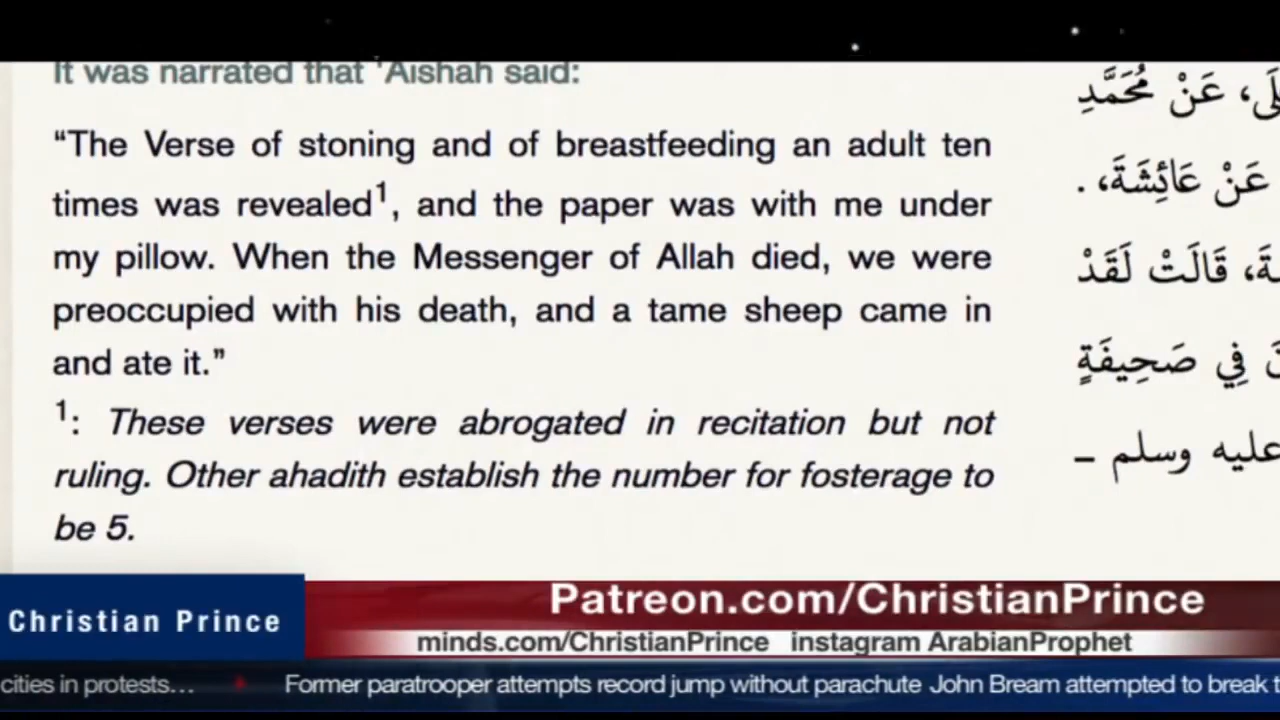 It was narrated that 'Aishah said:
“The Verse of stoning and of breastfeeding an adult ten
times was revealed¹, and the paper was with me under
my pillow. When the Messenger of Allah died, we were
preoccupied with his death, and a tame sheep came in
and ate it.”
¹: These verses were abrogated in recitation but not
ruling. Other ahadith establish the number for fosterage to
be 5.
عَنْ مُحَمَّدِ
عَنْ عَائِشَةَ، .
قَالَتْ لَقَدْ
فِي صَحِيفَةٍ
عليه وسلم ـ
Christian Prince
Patreon.com/ChristianPrince
minds.com/ChristianPrince instagram ArabianProphet
cities in protests... Former paratrooper attempts record jump without parachute John Bream attempted to break